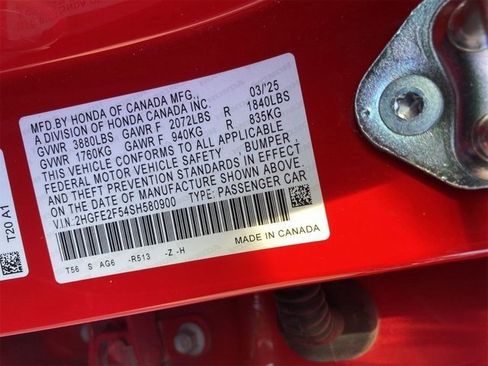 MFD BY HONDA OF CANADA MFG., 03/25
A DIVISION OF HONDA CANADA INC.
GVWR 3880LBS GAWR F 2072LBS R 1840LBS
GVWR 1760KG GAWR F 940KG R 835KG
THIS VEHICLE CONFORMS TO ALL APPLICABLE
FEDERAL MOTOR VEHICLE SAFETY BUMPER,
AND THEFT PREVENTION STANDARDS IN EFFECT
ON THE DATE OF MANUFACTURE SHOWN ABOVE.
V.I.N:2HGFE2F54SH580900 TYPE: PASSENGER CAR
T56 S AG6 -R513 -Z -H MADE IN CANADA
T20 A1